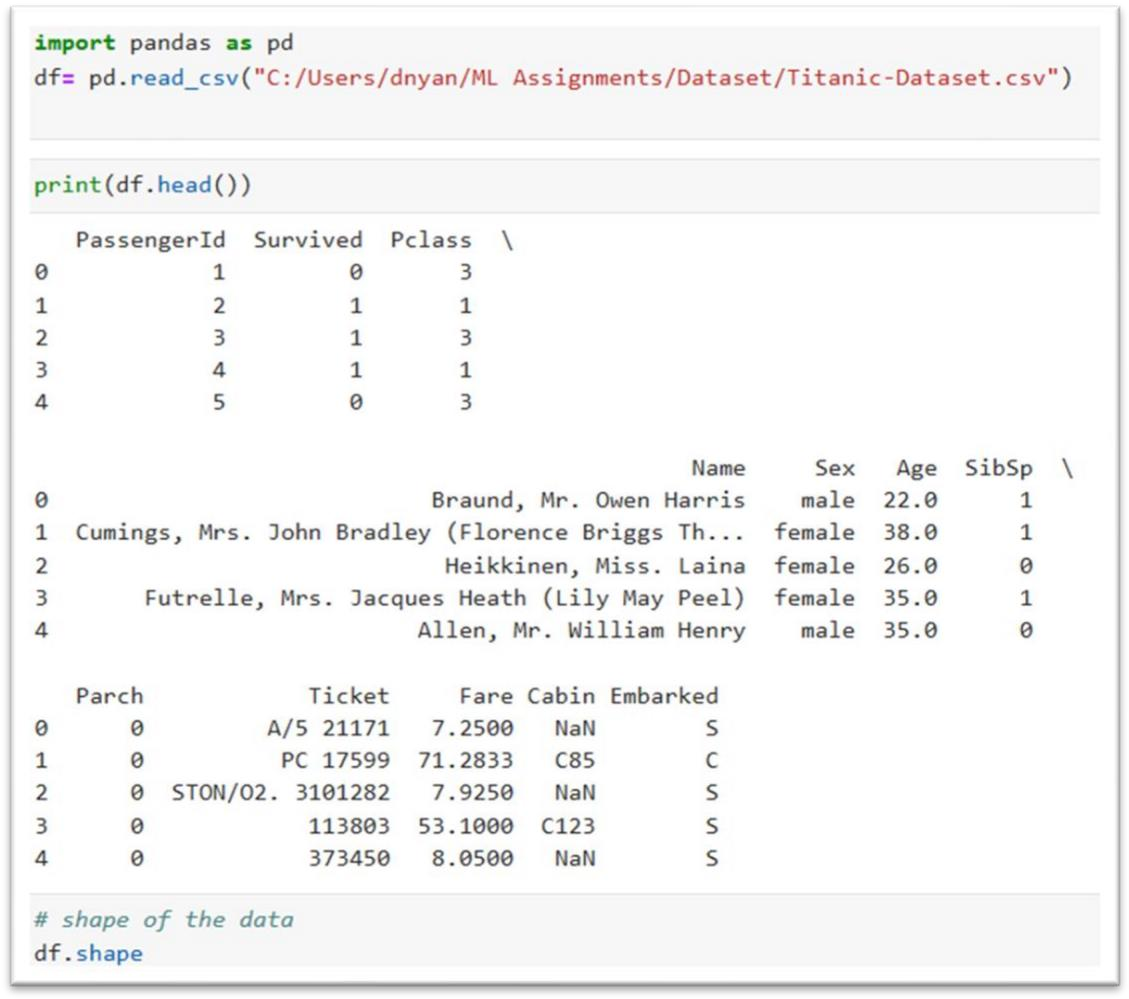 import pandas as pd
df= pd.read_csv("C:/Users/dnyan/ML Assignments/Dataset/Titanic-Dataset.csv")
print(df.head())
   PassengerId  Survived  Pclass  \
0            1         0       3
1            2         1       1
2            3         1       3
3            4         1       1
4            5         0       3
                                                Name     Sex   Age  SibSp  \
0                            Braund, Mr. Owen Harris    male  22.0      1
1  Cumings, Mrs. John Bradley (Florence Briggs Th...  female  38.0      1
2                             Heikkinen, Miss. Laina  female  26.0      0
3       Futrelle, Mrs. Jacques Heath (Lily May Peel)  female  35.0      1
4                           Allen, Mr. William Henry    male  35.0      0
   Parch            Ticket     Fare Cabin Embarked
0      0         A/5 21171   7.2500   NaN        S
1      0          PC 17599  71.2833   C85        C
2      0  STON/O2. 3101282   7.9250   NaN        S
3      0            113803  53.1000  C123        S
4      0            373450   8.0500   NaN        S
# shape of the data
df.shape